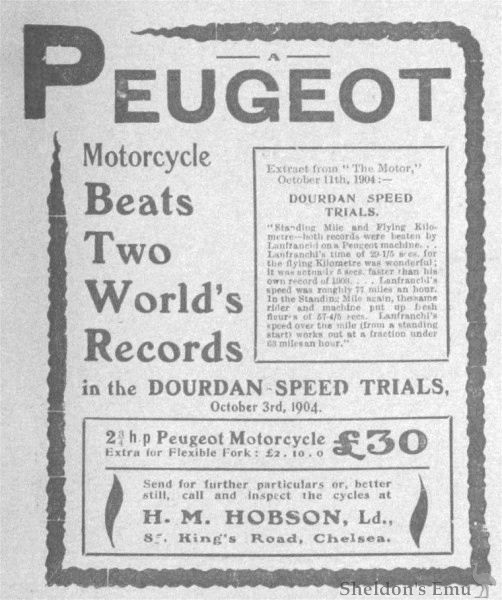 A
PEUGEOT
Motorcycle
Beats
Two
World's
Records
Extract from "The Motor,"
October 11th, 1904:—
DOURDAN SPEED
TRIALS.
"Standing Mile and Flying Kilo-
metre—both records were beaten by
Lanfranchi on a Peugeot machine. . .
Lanfranchi's time of 29-1/5 secs. for
the flying Kilometre was wonderful;
it was actually 5 secs. faster than his
own record of 1903. . . . Lanfranchi's
speed was roughly 77 miles an hour.
In the Standing Mile again, the same
rider and machine put up fresh
figures of 57-4/5 secs. Lanfranchi's
speed over the mile (from a standing
start) works out at a fraction under
63 miles an hour."
in the DOURDAN-SPEED TRIALS,
October 3rd, 1904.
2¾ h.p Peugeot Motorcycle £30
Extra for Flexible Fork: £2.10.0
Send for further particulars or, better
still, call and inspect the cycles at
H. M. HOBSON, Ld.,
King's Road, Chelsea.
Sheldon's Emu